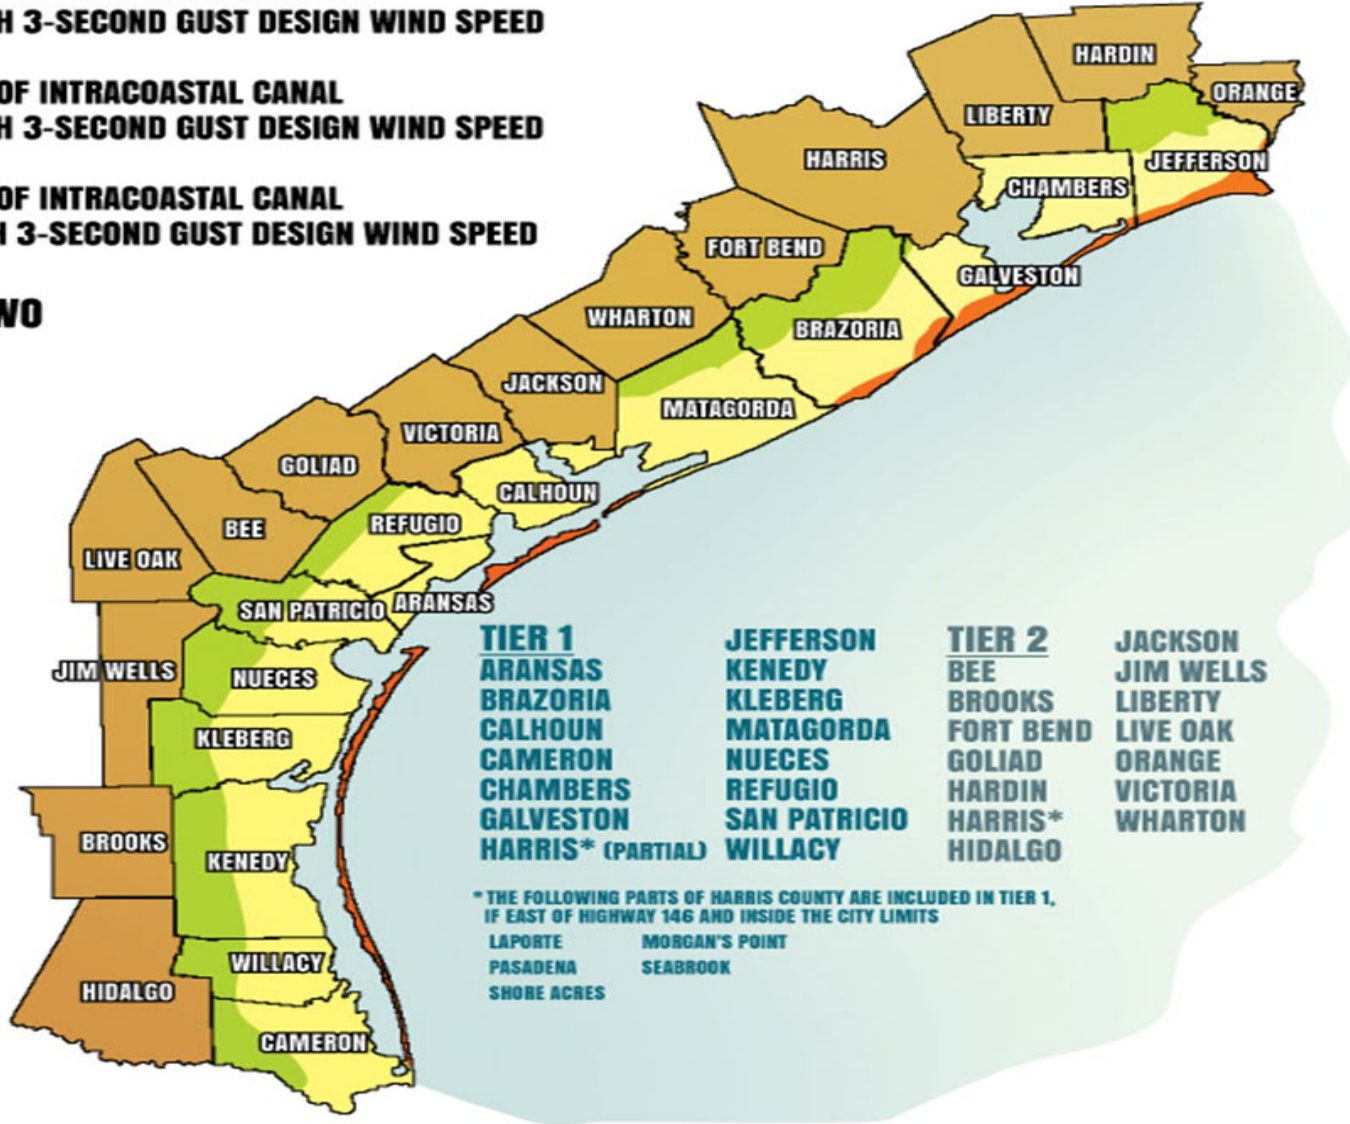 H 3-SECOND GUST DESIGN WIND SPEED
OF INTRACOASTAL CANAL
H 3-SECOND GUST DESIGN WIND SPEED
OF INTRACOASTAL CANAL
H 3-SECOND GUST DESIGN WIND SPEED
WO
HARDIN
ORANGE
LIBERTY
HARRIS
JEFFERSON
CHAMBERS
FORT BEND
GALVESTON
WHARTON
BRAZORIA
JACKSON
MATAGORDA
VICTORIA
GOLIAD
CALHOUN
REFUGIO
BEE
LIVE OAK
SAN PATRICIO
ARANSAS
JIM WELLS
NUECES
KLEBERG
BROOKS
KENEDY
WILLACY
HIDALGO
CAMERON
TIER 1
ARANSAS
BRAZORIA
CALHOUN
CAMERON
CHAMBERS
GALVESTON
HARRIS* (PARTIAL)
JEFFERSON
KENEDY
KLEBERG
MATAGORDA
NUECES
REFUGIO
SAN PATRICIO
WILLACY
TIER 2
BEE
BROOKS
FORT BEND
GOLIAD
HARDIN
HARRIS*
HIDALGO
JACKSON
JIM WELLS
LIBERTY
LIVE OAK
ORANGE
VICTORIA
WHARTON
* THE FOLLOWING PARTS OF HARRIS COUNTY ARE INCLUDED IN TIER 1,
IF EAST OF HIGHWAY 146 AND INSIDE THE CITY LIMITS
LAPORTE
PASADENA
SHORE ACRES
MORGAN'S POINT
SEABROOK